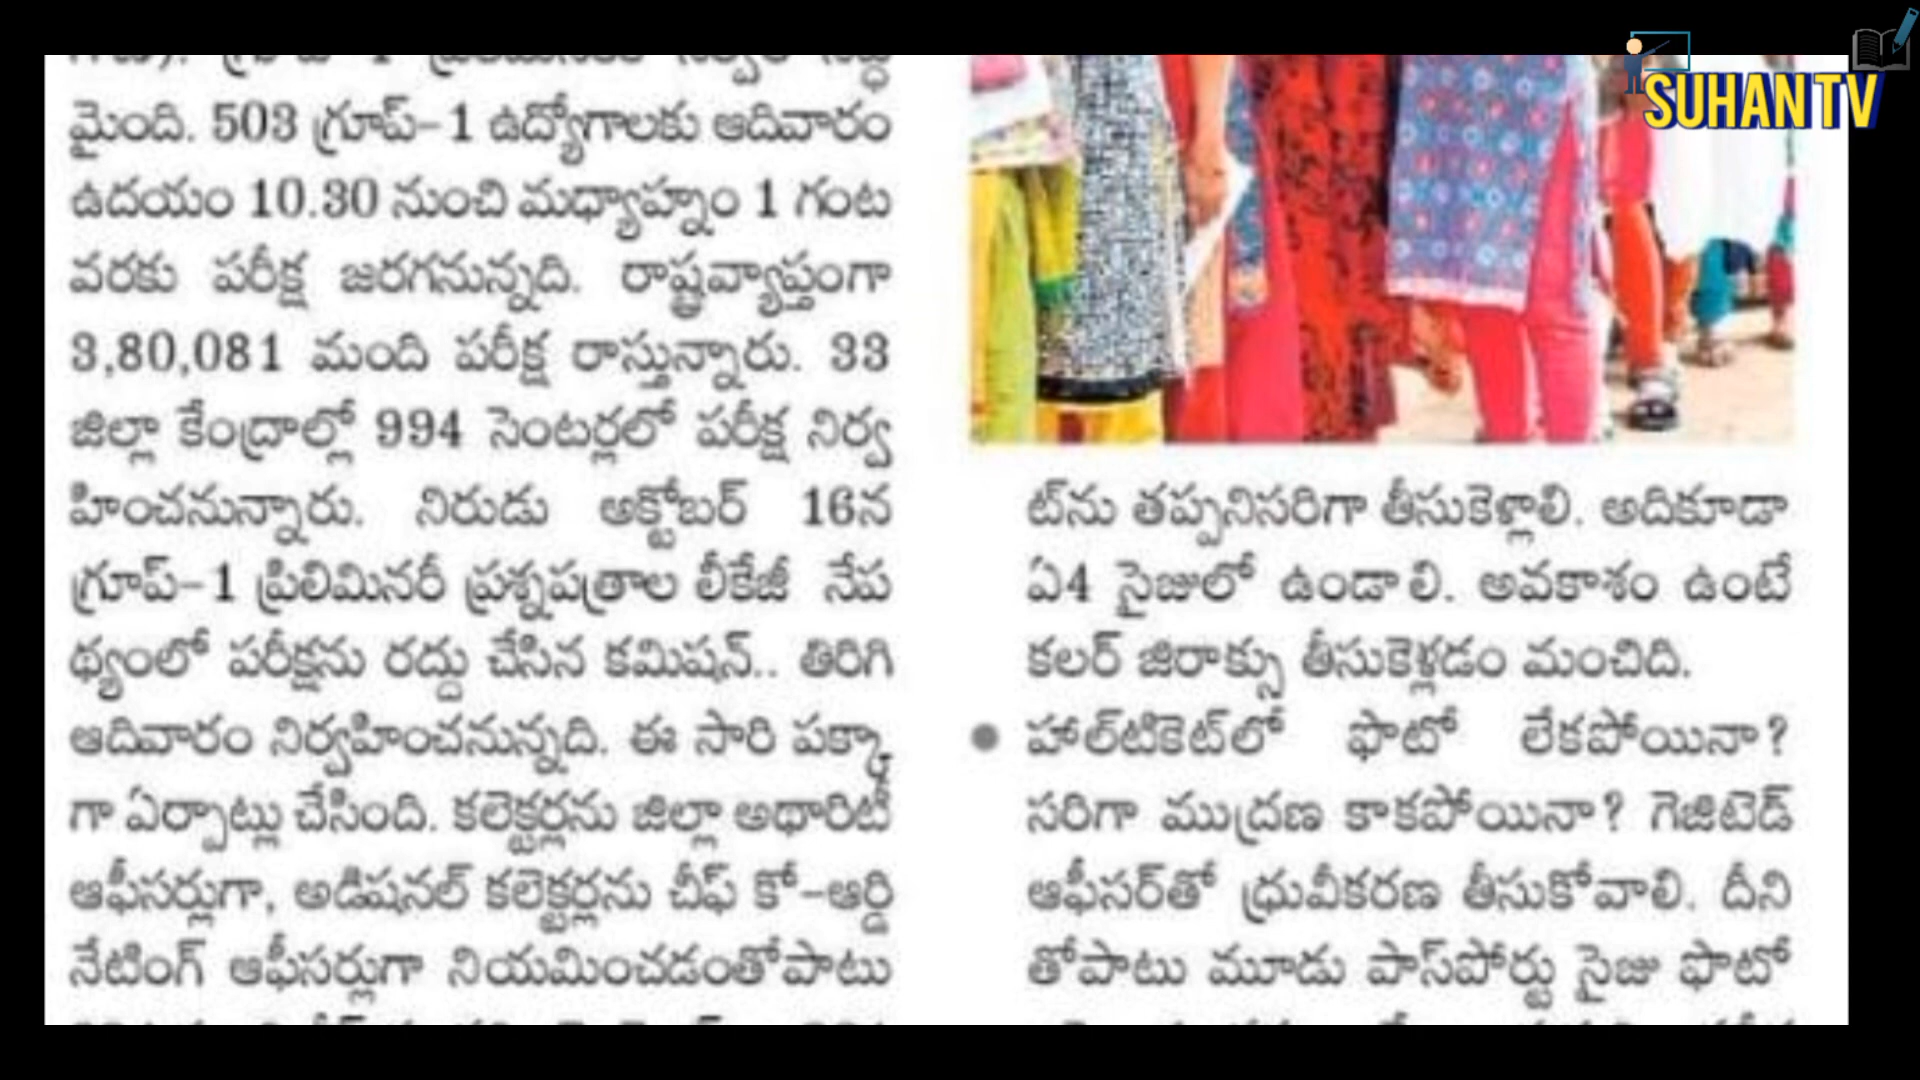 మైంది. 503 గ్రూప్-1 ఉద్యోగాలకు ఆదివారం
ఉదయం 10.30 నుంచి మధ్యాహ్నం 1 గంట
వరకు పరీక్ష జరగనున్నది. రాష్ట్రవ్యాప్తంగా
3,80,081 మంది పరీక్ష రాస్తున్నారు. 33
జిల్లా కేంద్రాల్లో 994 సెంటర్లలో పరీక్ష నిర్వ
హించనున్నారు. నిరుడు అక్టోబర్ 16న
గ్రూప్-1 ప్రిలిమినరీ ప్రశ్నపత్రాల లీకేజీ నేప
థ్యంలో పరీక్షను రద్దు చేసిన కమిషన్.. తిరిగి
ఆదివారం నిర్వహించనున్నది. ఈ సారి పక్కా
గా ఏర్పాట్లు చేసింది. కలెక్టర్లను జిల్లా అథారిటీ
ఆఫీసర్లుగా, అడిషనల్ కలెక్టర్లను చీఫ్ కో-ఆర్డి
నేటింగ్ ఆఫీసర్లుగా నియమించడంతోపాటు
SUHANTV
ట్‌ను తప్పనిసరిగా తీసుకెళ్లాలి. అదికూడా
ఏ4 సైజులో ఉండాలి. అవకాశం ఉంటే
కలర్ జిరాక్సు తీసుకెళ్లడం మంచిది.
● హాల్‌టికెట్‌లో ఫొటో లేకపోయినా?
సరిగా ముద్రణ కాకపోయినా? గెజిటెడ్
ఆఫీసర్‌తో ధ్రువీకరణ తీసుకోవాలి. దీని
తోపాటు మూడు పాస్‌పోర్టు సైజు ఫొటో